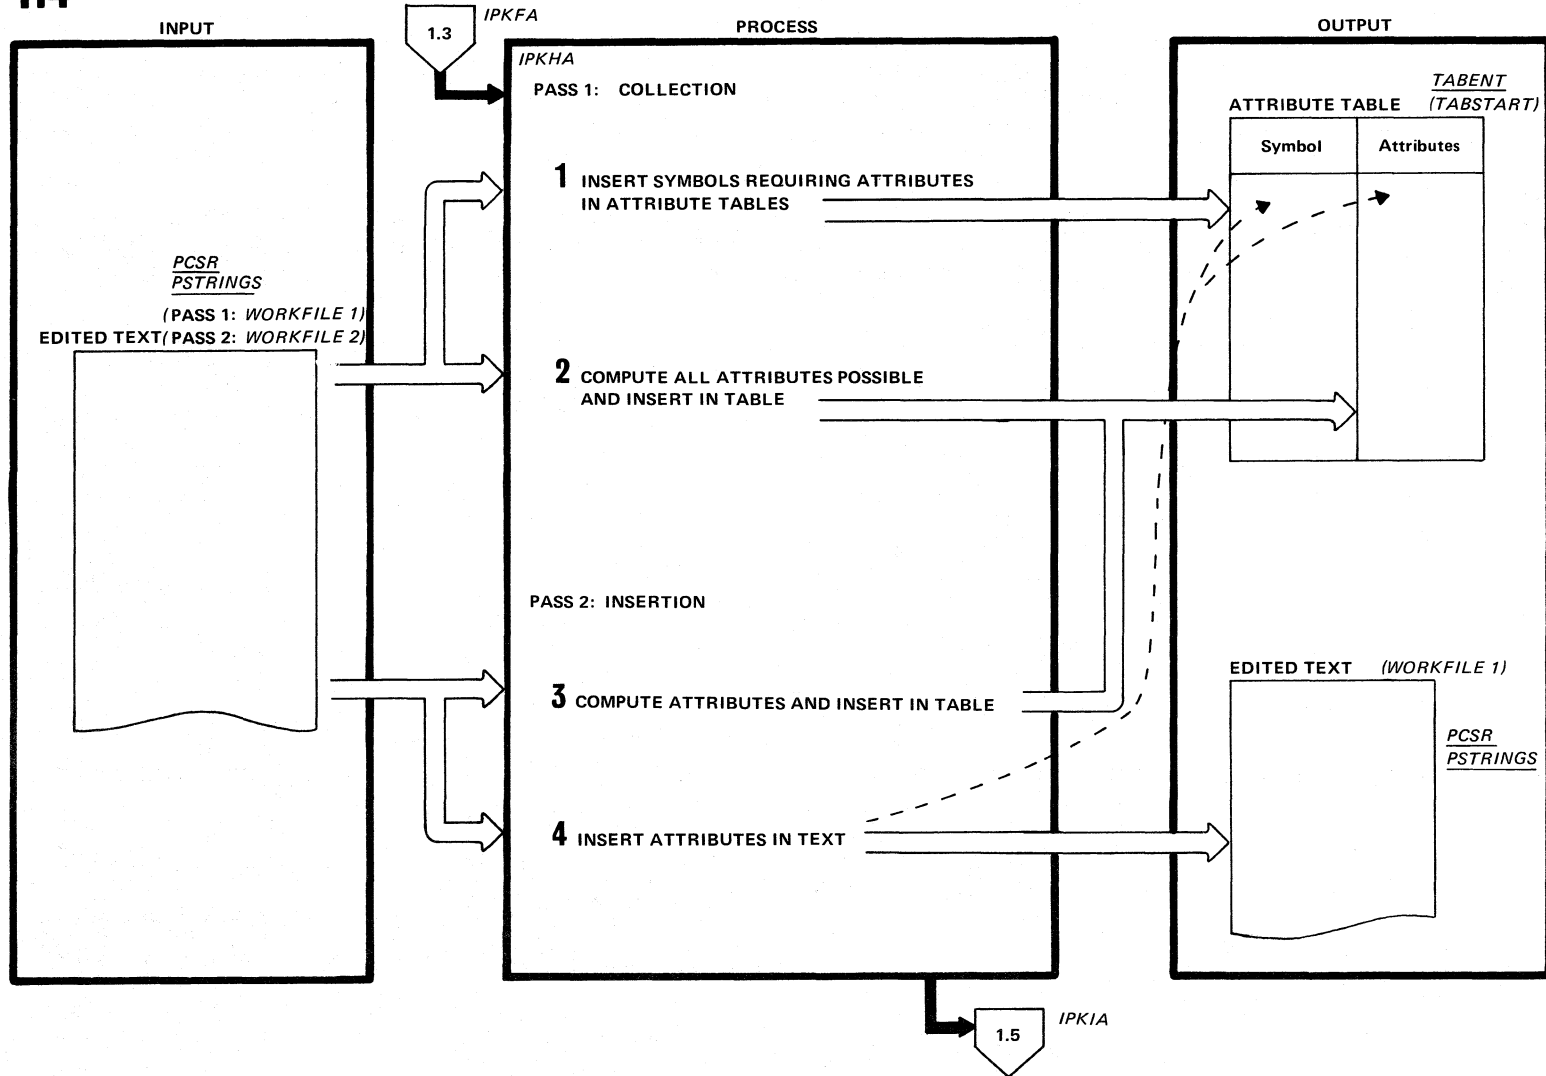 INPUT
1.3
IPKFA
PROCESS
OUTPUT
IPKHA
PASS 1: COLLECTION
TABENT
ATTRIBUTE TABLE (TABSTART)
Symbol
Attributes
1 INSERT SYMBOLS REQUIRING ATTRIBUTES
IN ATTRIBUTE TABLES
PCSR
PSTRINGS
(PASS 1: WORKFILE 1)
EDITED TEXT (PASS 2: WORKFILE 2)
2 COMPUTE ALL ATTRIBUTES POSSIBLE
AND INSERT IN TABLE
PASS 2: INSERTION
EDITED TEXT (WORKFILE 1)
3 COMPUTE ATTRIBUTES AND INSERT IN TABLE
PCSR
PSTRINGS
4 INSERT ATTRIBUTES IN TEXT
1.5
IPKIA